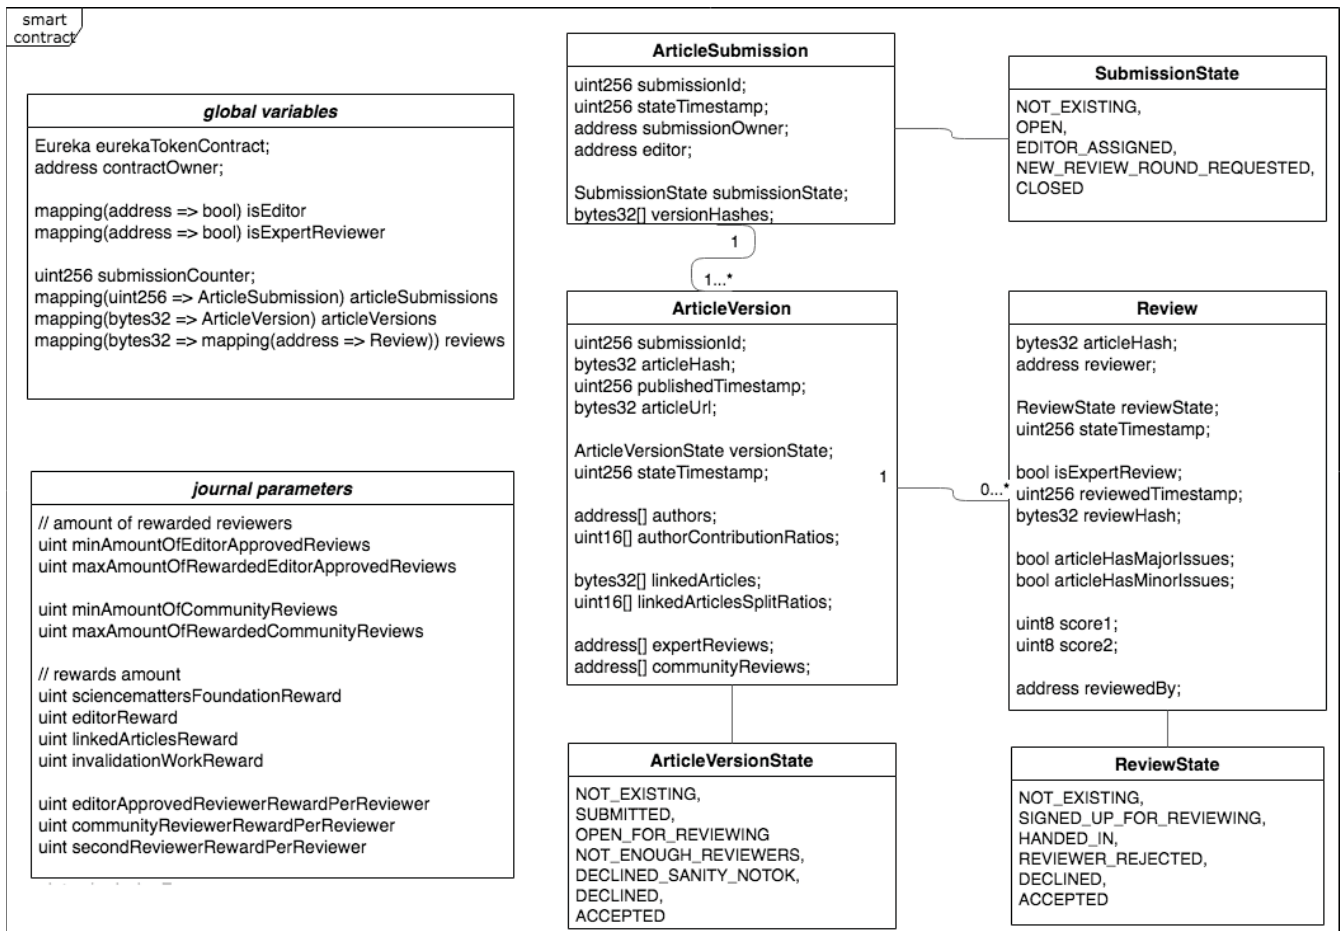 smart
contract
global variables
Eureka eurekaTokenContract;
address contractOwner;
mapping(address => bool) isEditor
mapping(address => bool) isExpertReviewer
uint256 submissionCounter;
mapping(uint256 => ArticleSubmission) articleSubmissions
mapping(bytes32 => ArticleVersion) articleVersions
mapping(bytes32 => mapping(address => Review)) reviews
journal parameters
// amount of rewarded reviewers
uint minAmountOfEditorApprovedReviews
uint maxAmountOfRewardedEditorApprovedReviews
uint minAmountOfCommunityReviews
uint maxAmountOfRewardedCommunityReviews
// rewards amount
uint sciencemattersFoundationReward
uint editorReward
uint linkedArticlesReward
uint invalidationWorkReward
uint editorApprovedReviewerRewardPerReviewer
uint communityReviewerRewardPerReviewer
uint secondReviewerRewardPerReviewer
ArticleSubmission
uint256 submissionId;
uint256 stateTimestamp;
address submissionOwner;
address editor;
SubmissionState submissionState;
bytes32[] versionHashes;
1
1...*
ArticleVersion
uint256 submissionId;
bytes32 articleHash;
uint256 publishedTimestamp;
bytes32 articleUrl;
ArticleVersionState versionState;
uint256 stateTimestamp;
address[] authors;
uint16[] authorContributionRatios;
bytes32[] linkedArticles;
uint16[] linkedArticlesSplitRatios;
address[] expertReviews;
address[] communityReviews;
1
0...*
ArticleVersionState
NOT_EXISTING,
SUBMITTED,
OPEN_FOR_REVIEWING
NOT_ENOUGH_REVIEWERS,
DECLINED_SANITY_NOTOK,
DECLINED,
ACCEPTED
SubmissionState
NOT_EXISTING,
OPEN,
EDITOR_ASSIGNED,
NEW_REVIEW_ROUND_REQUESTED,
CLOSED
Review
bytes32 articleHash;
address reviewer;
ReviewState reviewState;
uint256 stateTimestamp;
bool isExpertReview;
uint256 reviewedTimestamp;
bytes32 reviewHash;
bool articleHasMajorIssues;
bool articleHasMinorIssues;
uint8 score1;
uint8 score2;
address reviewedBy;
ReviewState
NOT_EXISTING,
SIGNED_UP_FOR_REVIEWING,
HANDED_IN,
REVIEWER_REJECTED,
DECLINED,
ACCEPTED